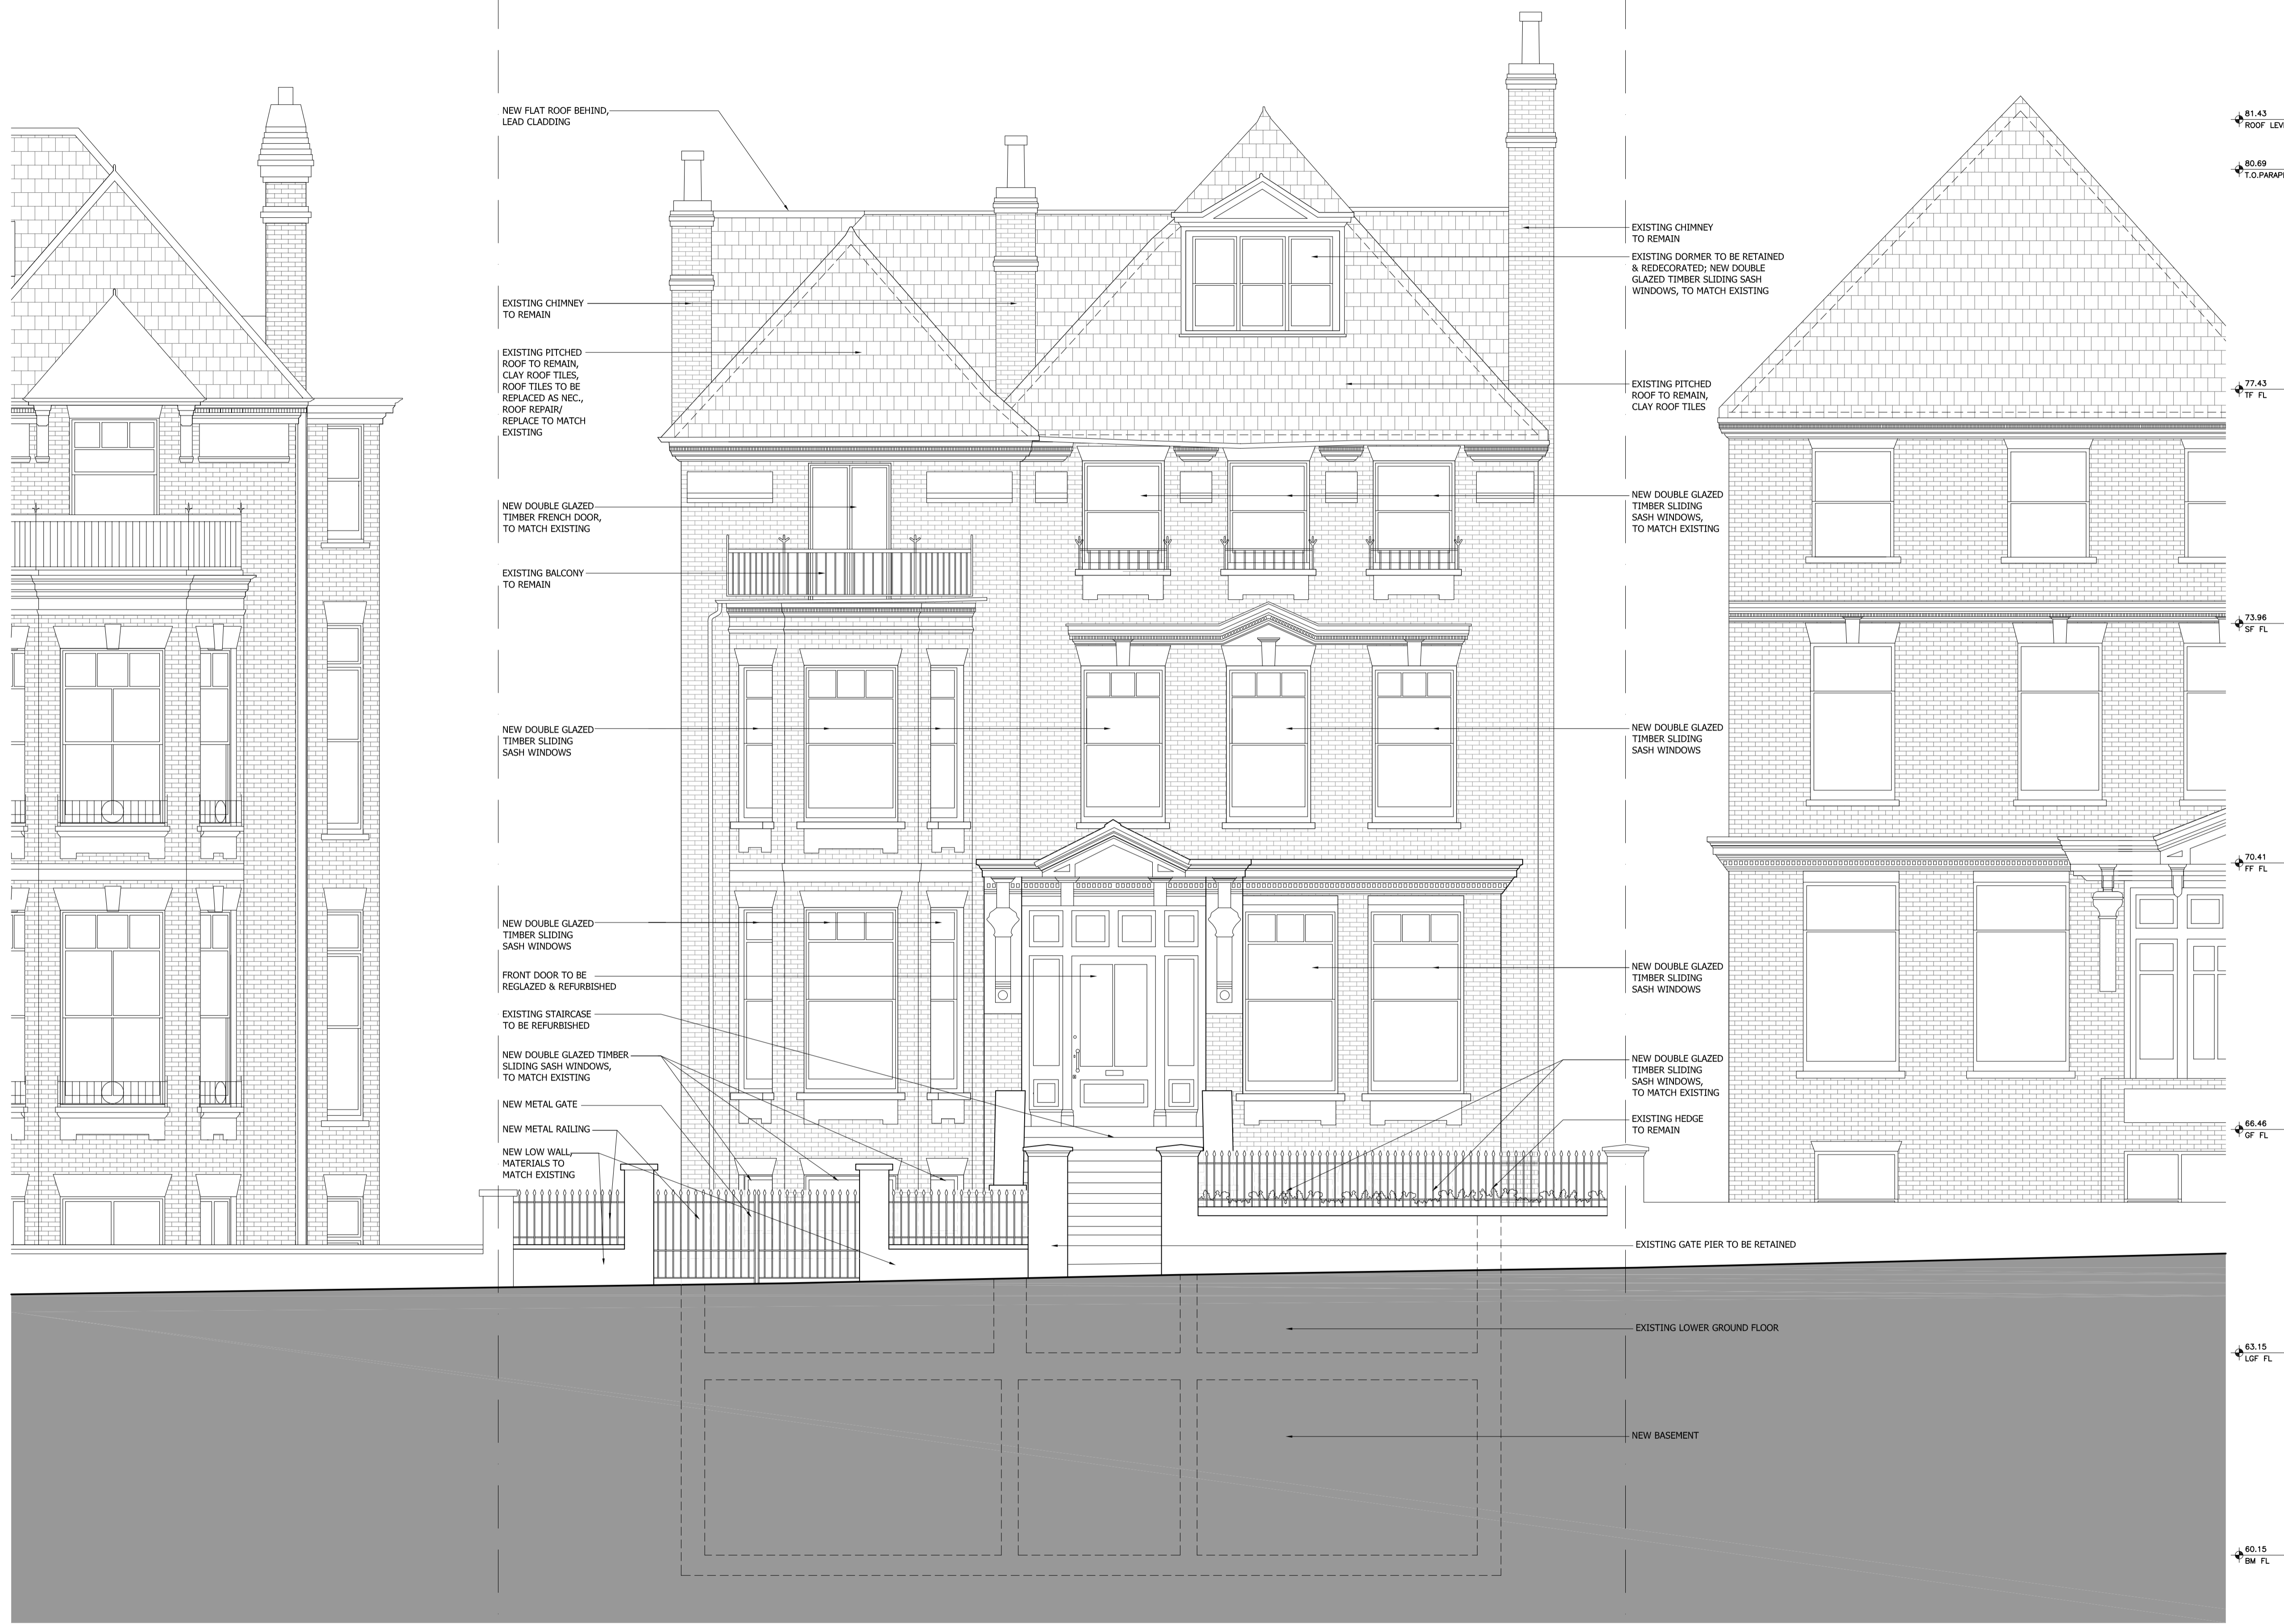 NEW FLAT ROOF BEHIND,
LEAD CLADDING
EXISTING CHIMNEY
TO REMAIN
EXISTING PITCHED
ROOF TO REMAIN,
CLAY ROOF TILES,
ROOF TILES TO BE
REPLACED AS NEC.,
ROOF REPAIR/
REPLACE TO MATCH
EXISTING
NEW DOUBLE GLAZED
TIMBER FRENCH DOOR,
TO MATCH EXISTING
EXISTING BALCONY
TO REMAIN
NEW DOUBLE GLAZED
TIMBER SLIDING
SASH WINDOWS
NEW DOUBLE GLAZED
TIMBER SLIDING
SASH WINDOWS
FRONT DOOR TO BE
REGLAZED & REFURBISHED
EXISTING STAIRCASE
TO BE REFURBISHED
NEW DOUBLE GLAZED TIMBER
SLIDING SASH WINDOWS,
TO MATCH EXISTING
NEW METAL GATE
NEW METAL RAILING
NEW LOW WALL,
MATERIALS TO
MATCH EXISTING
EXISTING CHIMNEY
TO REMAIN
EXISTING DORMER TO BE RETAINED
& REDECORATED; NEW DOUBLE
GLAZED TIMBER SLIDING SASH
WINDOWS, TO MATCH EXISTING
EXISTING PITCHED
ROOF TO REMAIN,
CLAY ROOF TILES
NEW DOUBLE GLAZED
TIMBER SLIDING
SASH WINDOWS,
TO MATCH EXISTING
NEW DOUBLE GLAZED
TIMBER SLIDING
SASH WINDOWS
NEW DOUBLE GLAZED
TIMBER SLIDING
SASH WINDOWS
NEW DOUBLE GLAZED
TIMBER SLIDING
SASH WINDOWS,
TO MATCH EXISTING
EXISTING HEDGE
TO REMAIN
EXISTING GATE PIER TO BE RETAINED
EXISTING LOWER GROUND FLOOR
NEW BASEMENT
81.43
ROOF LEV
80.69
T.O.PARAP
77.43
TF FL
73.96
SF FL
70.41
FF FL
66.46
GF FL
63.15
LGF FL
60.15
BM FL